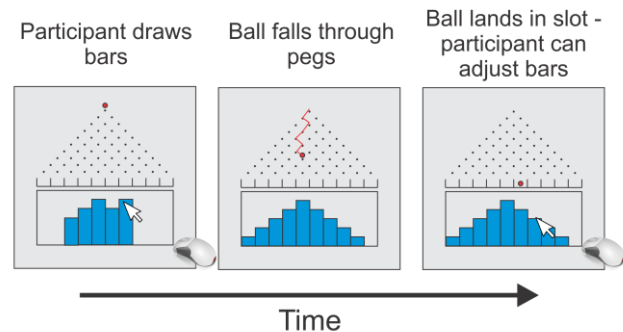 Participant draws
bars
Ball falls through
pegs
Ball lands in slot -
participant can
adjust bars
Time